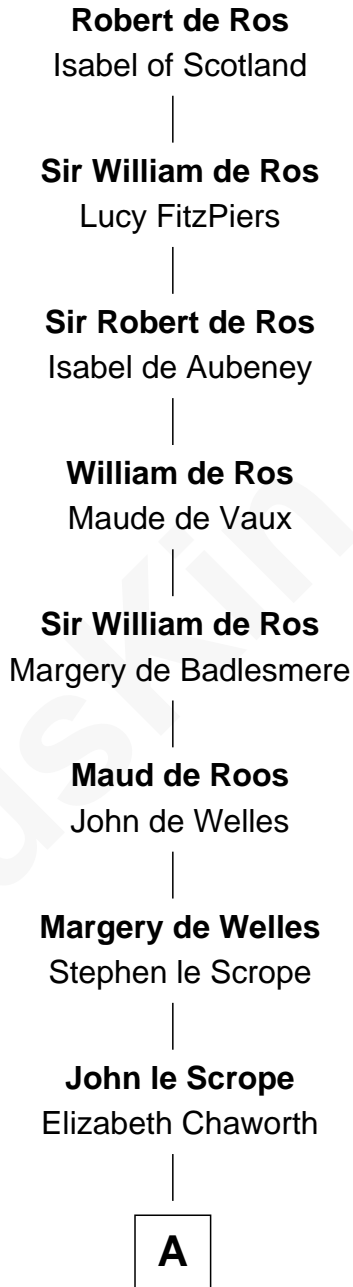 Robert de Ros
Isabel of Scotland
Sir William de Ros
Lucy FitzPiers
Sir Robert de Ros
Isabel de Aubeney
William de Ros
Maude de Vaux
Sir William de Ros
Margery de Badlesmere
Maud de Roos
John de Welles
Margery de Welles
Stephen le Scrope
John le Scrope
Elizabeth Chaworth
A